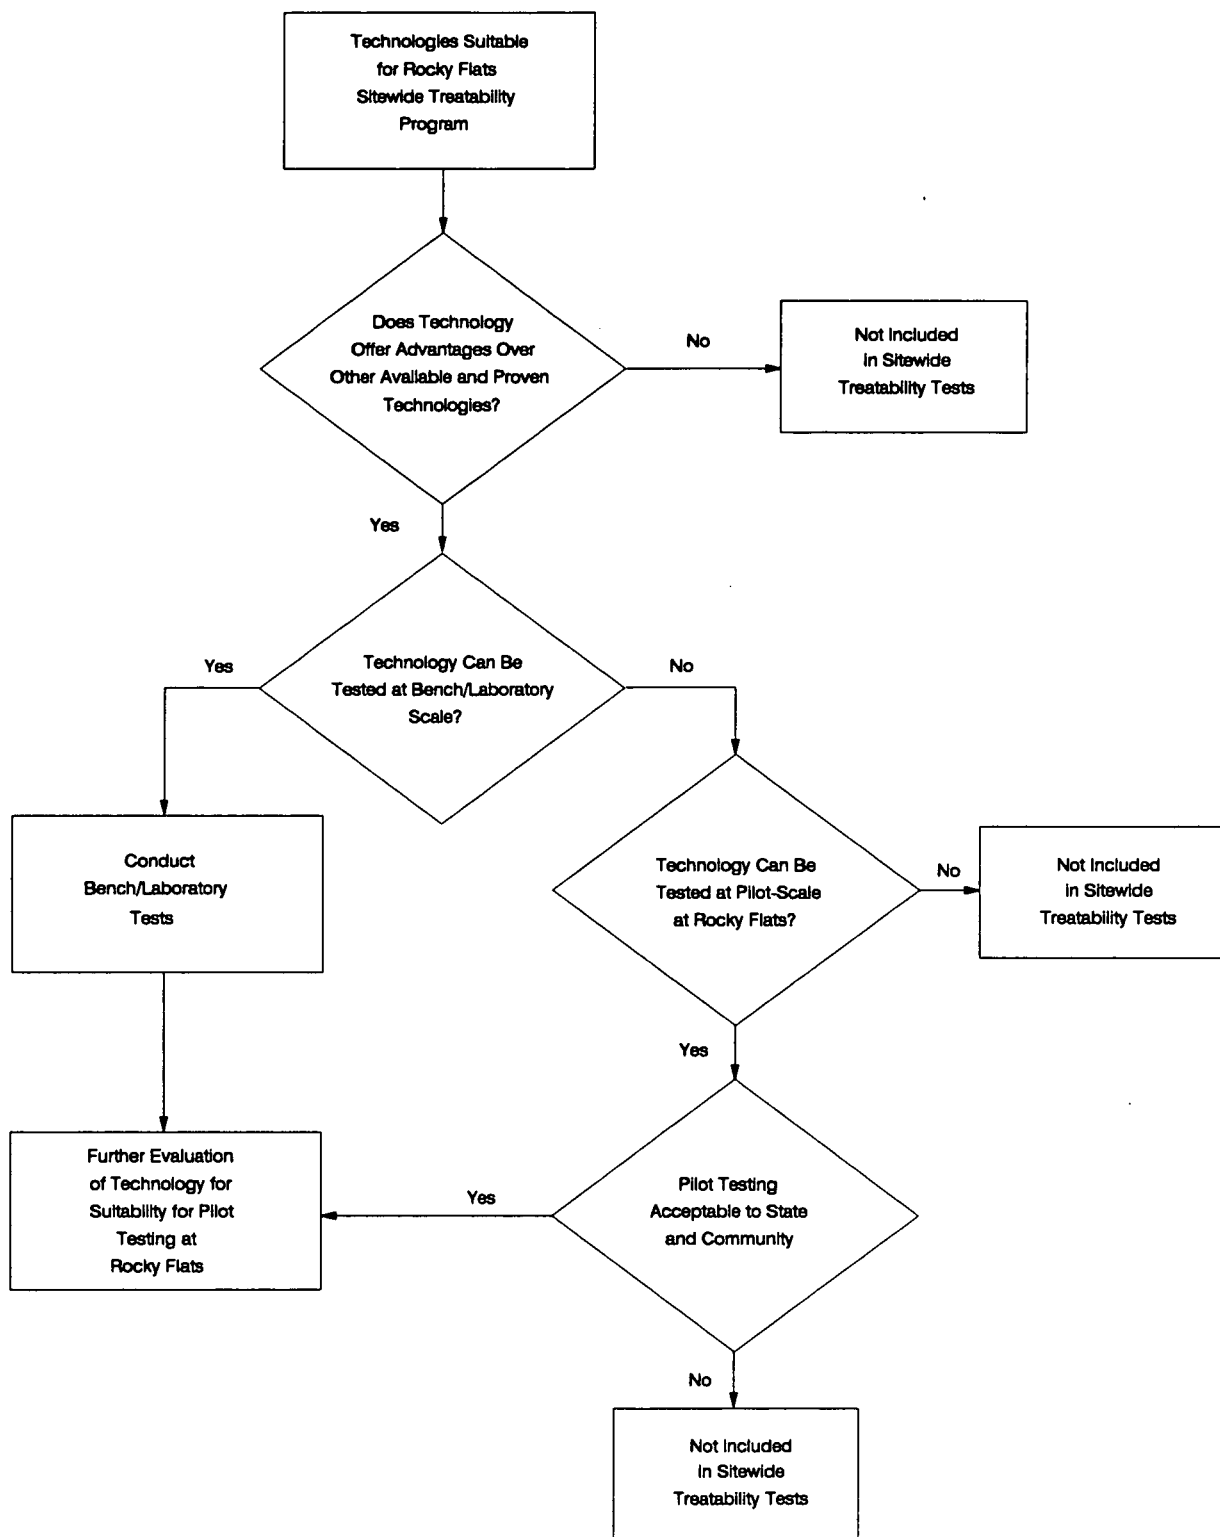 Technologies Suitable
for Rocky Flats
Sitewide Treatability
Program
Does Technology
Offer Advantages Over
Other Available and Proven
Technologies?
No
Not Included
in Sitewide
Treatability Tests
Yes
Technology Can Be
Tested at Bench/Laboratory
Scale?
Yes
No
Conduct
Bench/Laboratory
Tests
Technology Can Be
Tested at Pilot-Scale
at Rocky Flats?
No
Not Included
in Sitewide
Treatability Tests
Yes
Further Evaluation
of Technology for
Suitability for Pilot
Testing at
Rocky Flats
Yes
Pilot Testing
Acceptable to State
and Community
No
Not Included
in Sitewide
Treatability Tests